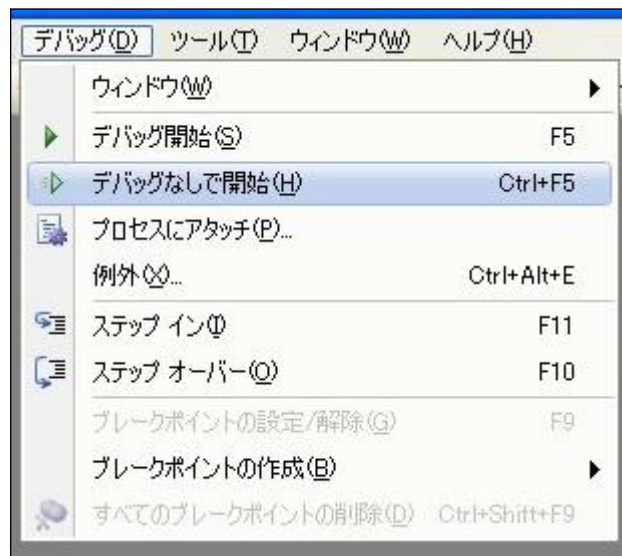 デバッグ(D) ツール(T) ウィンドウ(W) ヘルプ(H)
ウィンドウ(W)
デバッグ開始(S) F5
デバッグなしで開始(H) Ctrl+F5
プロセスにアタッチ(P)...
例外(X)... Ctrl+Alt+E
ステップ イン(I) F11
ステップ オーバー(O) F10
ブレークポイントの設定/解除(G) F9
ブレークポイントの作成(B)
すべてのブレークポイントの削除(D) Ctrl+Shift+F9